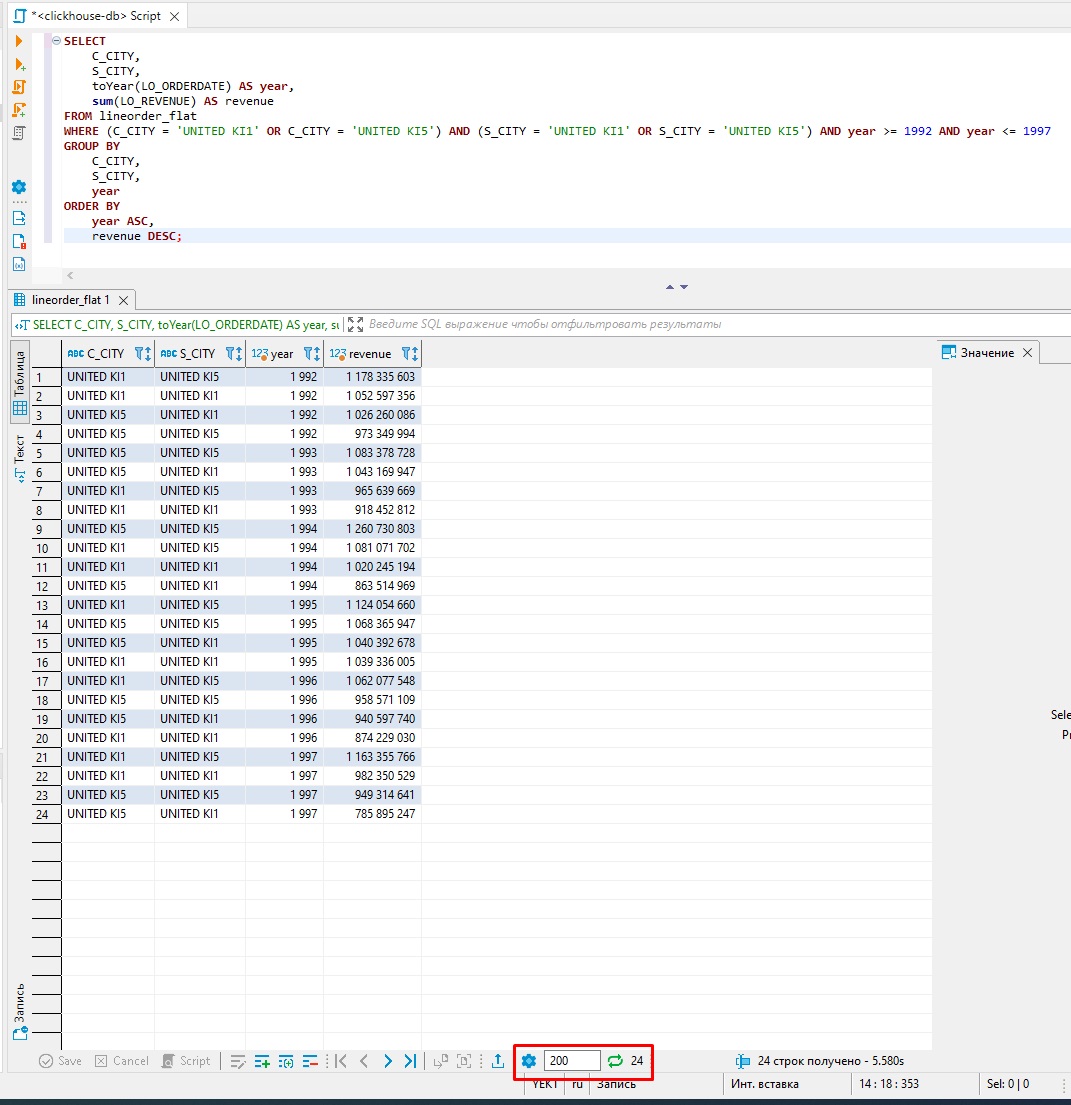 *<clickhouse-db> Script
SELECT
C_CITY,
S_CITY,
toYear(LO_ORDERDATE) AS year,
sum(LO_REVENUE) AS revenue
FROM lineorder_flat
WHERE (C_CITY = 'UNITED KI1' OR C_CITY = 'UNITED KI5') AND (S_CITY = 'UNITED KI1' OR S_CITY = 'UNITED KI5') AND year >= 1992 AND year <= 1997
GROUP BY
C_CITY,
S_CITY,
year
ORDER BY
year ASC,
revenue DESC;
lineorder_flat 1
SELECT C_CITY, S_CITY, toYear(LO_ORDERDATE) AS year, su Введите SQL выражение чтобы отфильтровать результаты
Таблица
Текст
Запись
ABC C_CITY ABC S_CITY 123 year 123 revenue
Значение
1 UNITED KI1 UNITED KI5 1 992 1 178 335 603
2 UNITED KI1 UNITED KI1 1 992 1 052 597 356
3 UNITED KI5 UNITED KI1 1 992 1 026 260 086
4 UNITED KI5 UNITED KI5 1 992 973 349 994
5 UNITED KI5 UNITED KI5 1 993 1 083 378 728
6 UNITED KI5 UNITED KI1 1 993 1 043 169 947
7 UNITED KI1 UNITED KI5 1 993 965 639 669
8 UNITED KI1 UNITED KI1 1 993 918 452 812
9 UNITED KI5 UNITED KI5 1 994 1 260 730 803
10 UNITED KI1 UNITED KI5 1 994 1 081 071 702
11 UNITED KI1 UNITED KI1 1 994 1 020 245 194
12 UNITED KI5 UNITED KI1 1 994 863 514 969
13 UNITED KI1 UNITED KI5 1 995 1 124 054 660
14 UNITED KI5 UNITED KI5 1 995 1 068 365 947
15 UNITED KI5 UNITED KI1 1 995 1 040 392 678
16 UNITED KI1 UNITED KI1 1 995 1 039 336 005
17 UNITED KI1 UNITED KI5 1 996 1 062 077 548
18 UNITED KI5 UNITED KI5 1 996 958 571 109
19 UNITED KI5 UNITED KI1 1 996 940 597 740
20 UNITED KI1 UNITED KI1 1 996 874 229 030
21 UNITED KI1 UNITED KI5 1 997 1 163 355 766
22 UNITED KI1 UNITED KI1 1 997 982 350 529
23 UNITED KI5 UNITED KI5 1 997 949 314 641
24 UNITED KI5 UNITED KI1 1 997 785 895 247
Sele
Pr
Save Cancel Script 200 24 24 строк получено - 5.580s
YEKT ru Запись Инт. вставка 14 : 18 : 353 Sel: 0 | 0